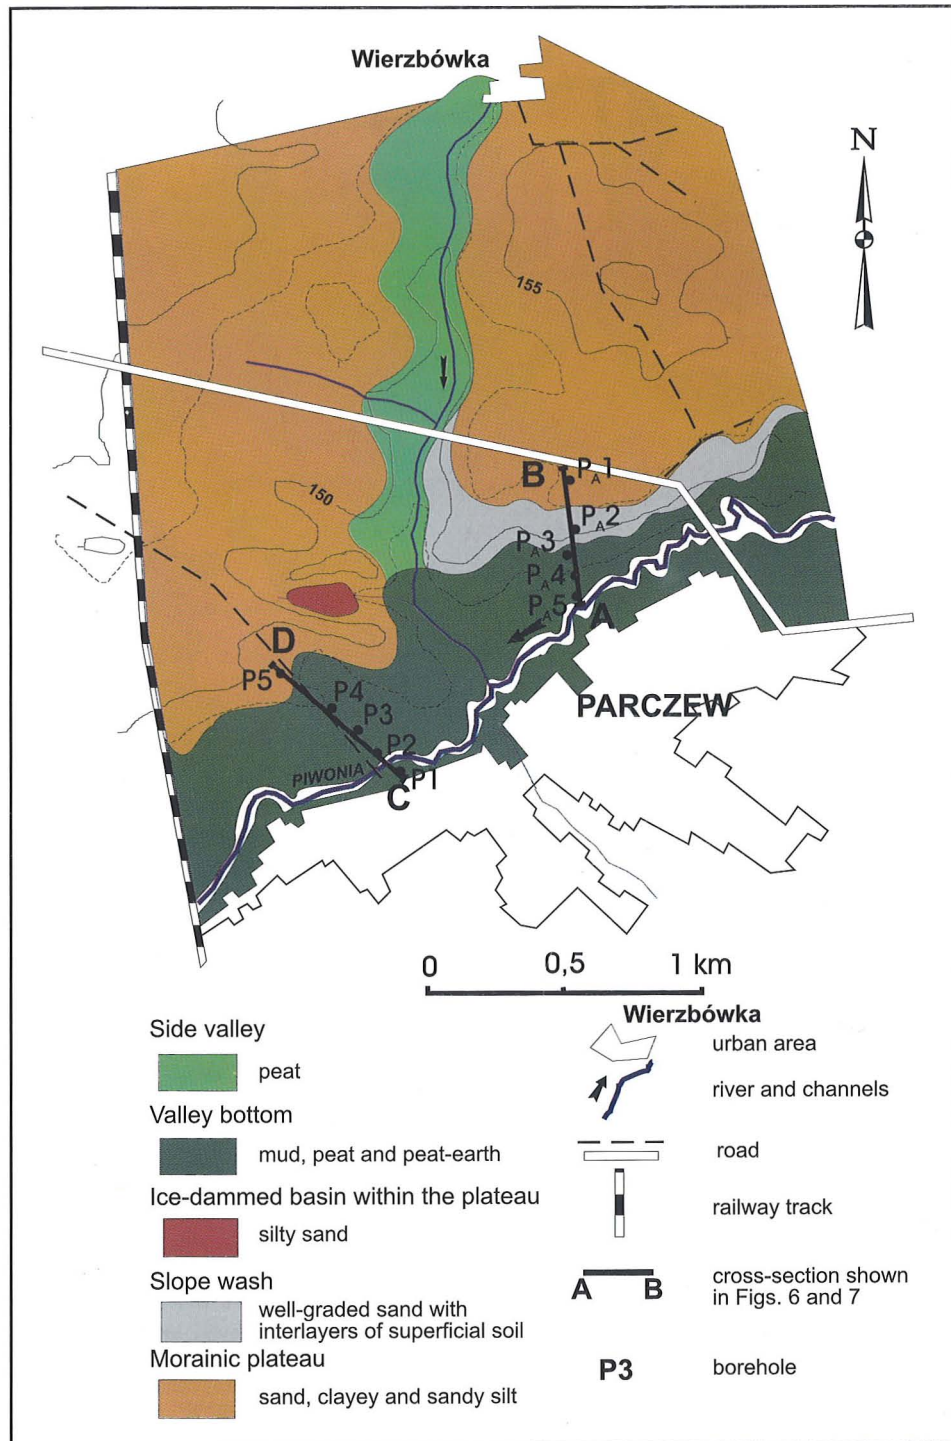 Wierzbówka
N
155
150
B
PA1
PA2
PA3
PA4
PA5
A
D
P5
P4
P3
P2
P1
C
PIWONIA
PARCZEW
0 0,5 1 km
Side valley
peat
Valley bottom
mud, peat and peat-earth
Ice-dammed basin within the plateau
silty sand
Slope wash
well-graded sand with
interlayers of superficial soil
Morainic plateau
sand, clayey and sandy silt
Wierzbówka
urban area
river and channels
road
railway track
A B
cross-section shown
in Figs. 6 and 7
P3
borehole